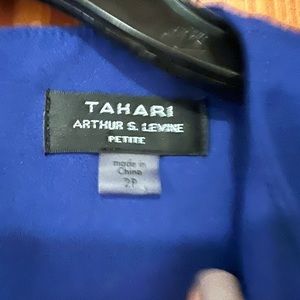 TAHARI
ARTHUR S. LEVINE
PETITE
made in
China
2P